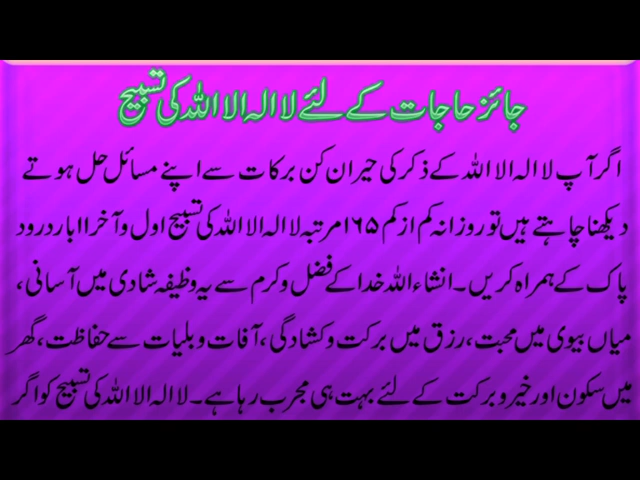 جائز حاجات کے لئے لا الہ الا اللہ کی تسبیح
اگر آپ لا الہ الا اللہ کے ذکر کی حیران کن برکات سے اپنے مسائل حل ہوتے
دیکھنا چاہتے ہیں تو روزانہ کم از کم ۱۶۵ مرتبہ لا الہ الا اللہ کی تسبیح اول و آخر ۱۱ بار درود
پاک کے ہمراہ کریں۔ انشاء اللہ خدا کے فضل و کرم سے یہ وظیفہ شادی میں آسانی،
میاں بیوی میں محبت، رزق میں برکت و کشادگی، آفات و بلیات سے حفاظت، گھر
میں سکون اور خیر و برکت کے لئے بہت ہی مجرب رہا ہے۔ لا الہ الا اللہ کی تسبیح کو اگر